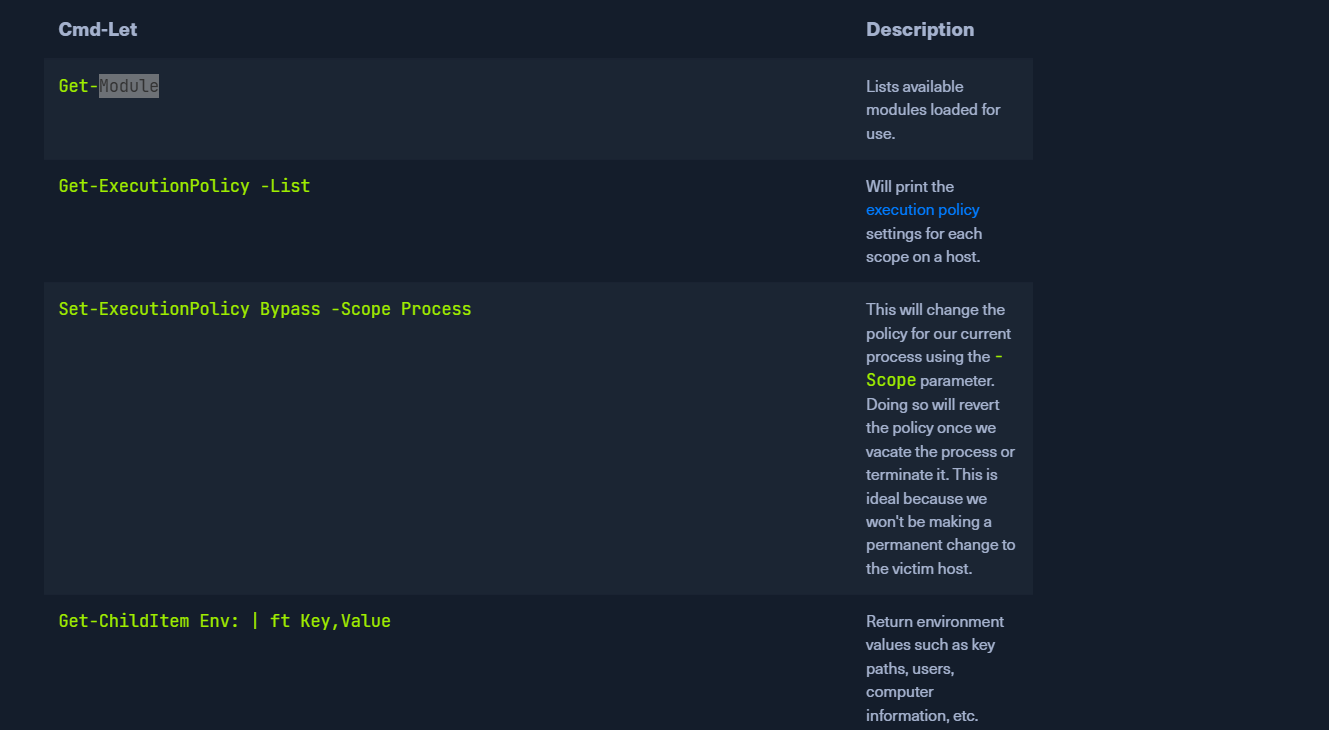 Cmd-Let Description
Get-Module Lists available
modules loaded for
use.
Get-ExecutionPolicy -List Will print the
execution policy
settings for each
scope on a host.
Set-ExecutionPolicy Bypass -Scope Process This will change the
policy for our current
process using the -
Scope parameter.
Doing so will revert
the policy once we
vacate the process or
terminate it. This is
ideal because we
won't be making a
permanent change to
the victim host.
Get-ChildItem Env: | ft Key,Value Return environment
values such as key
paths, users,
computer
information, etc.